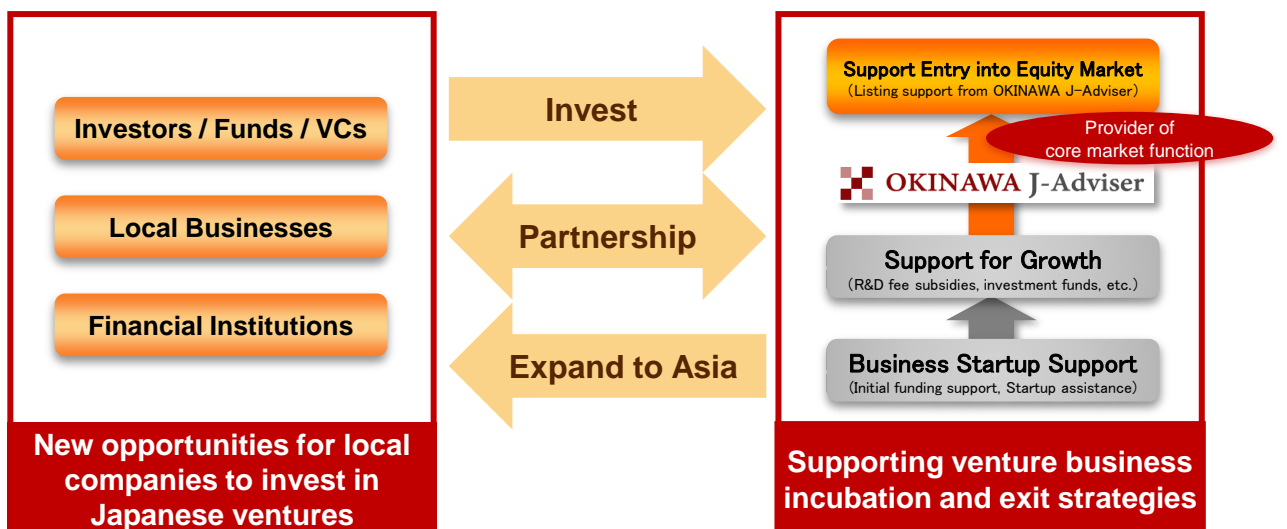 Investors / Funds / VCs
Local Businesses
Financial Institutions
New opportunities for local
companies to invest in
Japanese ventures
Invest
Partnership
Expand to Asia
Support Entry into Equity Market
(Listing support from OKINAWA J-Adviser)
Provider of
core market function
OKINAWA J-Adviser
Support for Growth
(R&D fee subsidies, investment funds, etc.)
Business Startup Support
(Initial funding support, Startup assistance)
Supporting venture business
incubation and exit strategies